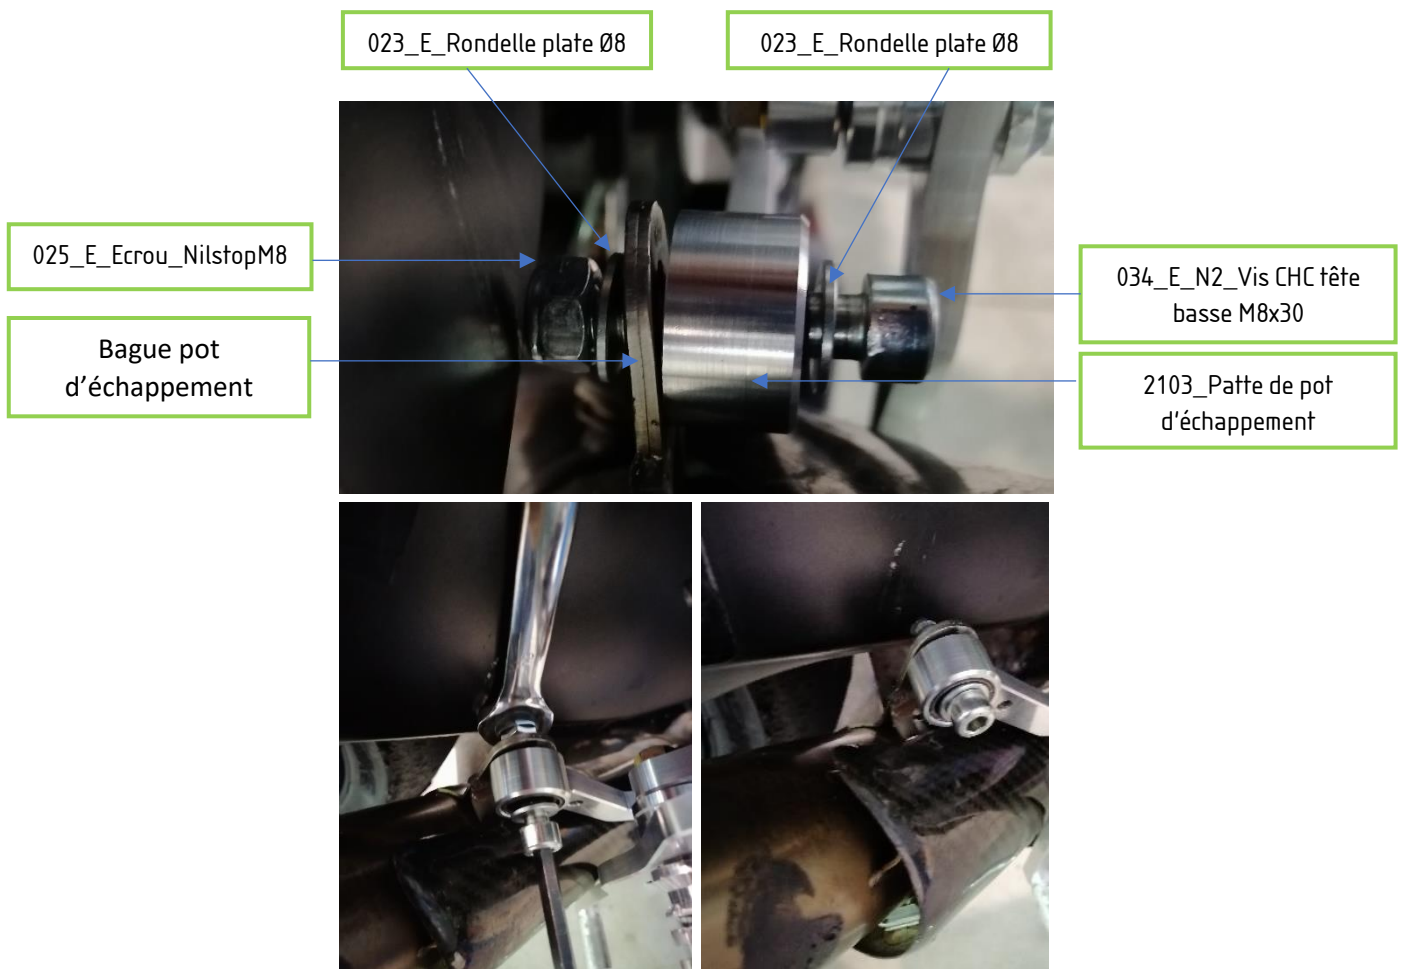 023_E_Rondelle plate Ø8
023_E_Rondelle plate Ø8
025_E_Ecrou_NilstopM8
034_E_N2_Vis CHC tête
basse M8x30
Bague pot
d’échappement
2103_Patte de pot
d'échappement